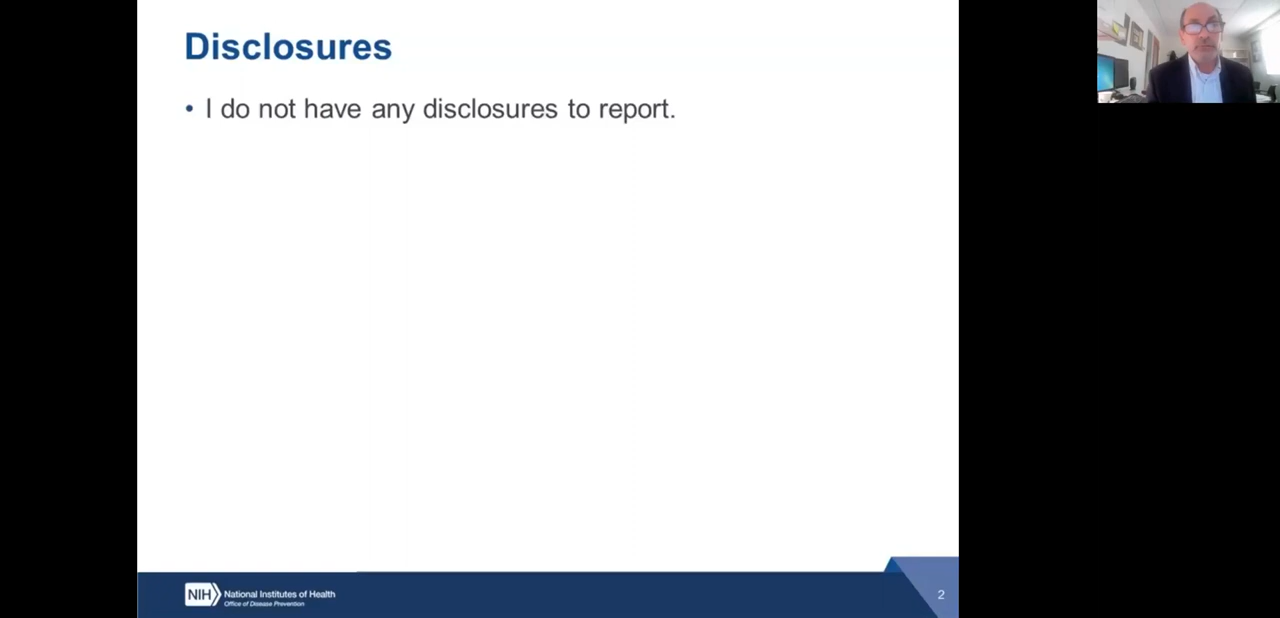 Disclosures
• I do not have any disclosures to report.
NIH National Institutes of Health
Office of Disease Prevention
2